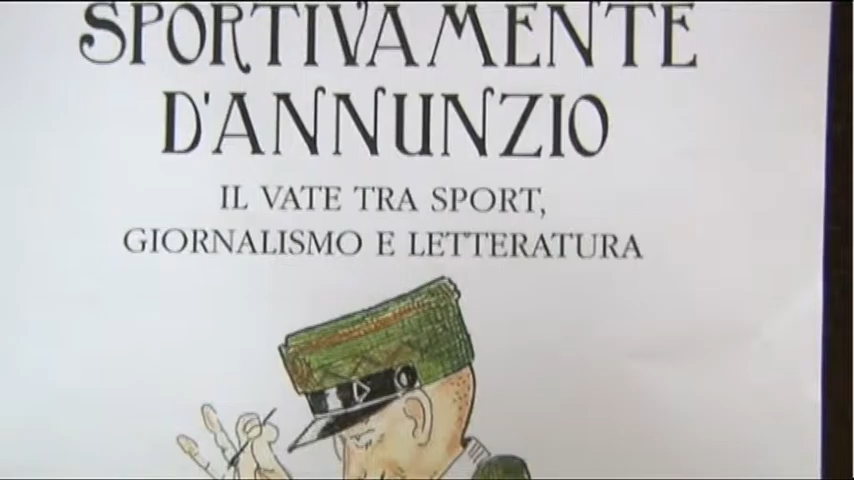 SPORTIVAMENTE
D'ANNUNZIO
IL VATE TRA SPORT,
GIORNALISMO E LETTERATURA